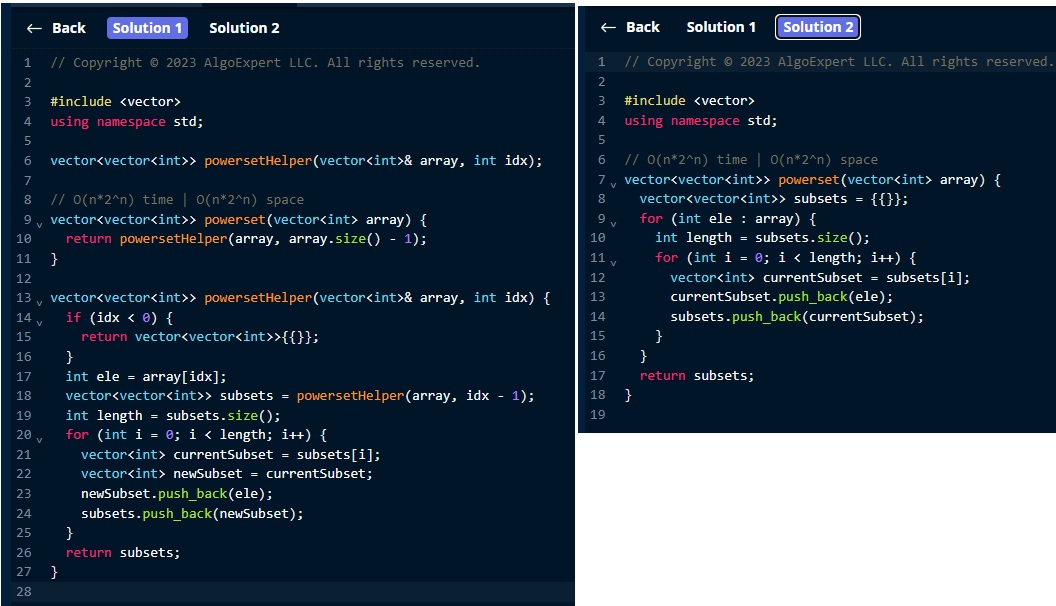 ← Back Solution 1 Solution 2
1 // Copyright © 2023 AlgoExpert LLC. All rights reserved.
2
3 #include <vector>
4 using namespace std;
5
6 vector<vector<int>> powersetHelper(vector<int>& array, int idx);
7
8 // O(n*2^n) time | O(n*2^n) space
9 vector<vector<int>> powerset(vector<int> array) {
10   return powersetHelper(array, array.size() - 1);
11 }
12
13 vector<vector<int>> powersetHelper(vector<int>& array, int idx) {
14   if (idx < 0) {
15     return vector<vector<int>>{{}};
16   }
17   int ele = array[idx];
18   vector<vector<int>> subsets = powersetHelper(array, idx - 1);
19   int length = subsets.size();
20   for (int i = 0; i < length; i++) {
21     vector<int> currentSubset = subsets[i];
22     vector<int> newSubset = currentSubset;
23     newSubset.push_back(ele);
24     subsets.push_back(newSubset);
25   }
26   return subsets;
27 }
28
← Back Solution 1 Solution 2
1 // Copyright © 2023 AlgoExpert LLC. All rights reserved.
2
3 #include <vector>
4 using namespace std;
5
6 // O(n*2^n) time | O(n*2^n) space
7 vector<vector<int>> powerset(vector<int> array) {
8   vector<vector<int>> subsets = {{}};
9   for (int ele : array) {
10     int length = subsets.size();
11     for (int i = 0; i < length; i++) {
12       vector<int> currentSubset = subsets[i];
13       currentSubset.push_back(ele);
14       subsets.push_back(currentSubset);
15     }
16   }
17   return subsets;
18 }
19